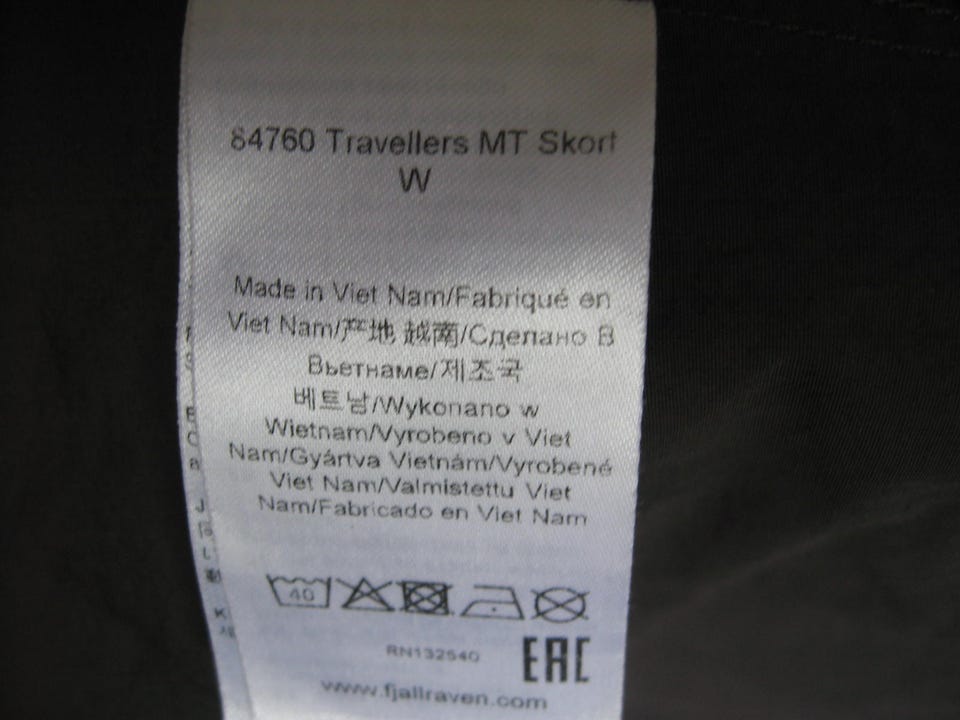 84760 Travellers MT Skort
W
Made in Viet Nam/Fabriqué en
Viet Nam/产地 越南/Сделано В
Вьетнаме/제조국
베트남/Wykonano w
Wietnam/Vyrobeno v Viet
Nam/Gyártva Vietnám/Vyrobené
Viet Nam/Valmistettu Viet
Nam/Fabricado en Viet Nam
40
RN132540
EAC
www.fjallraven.com